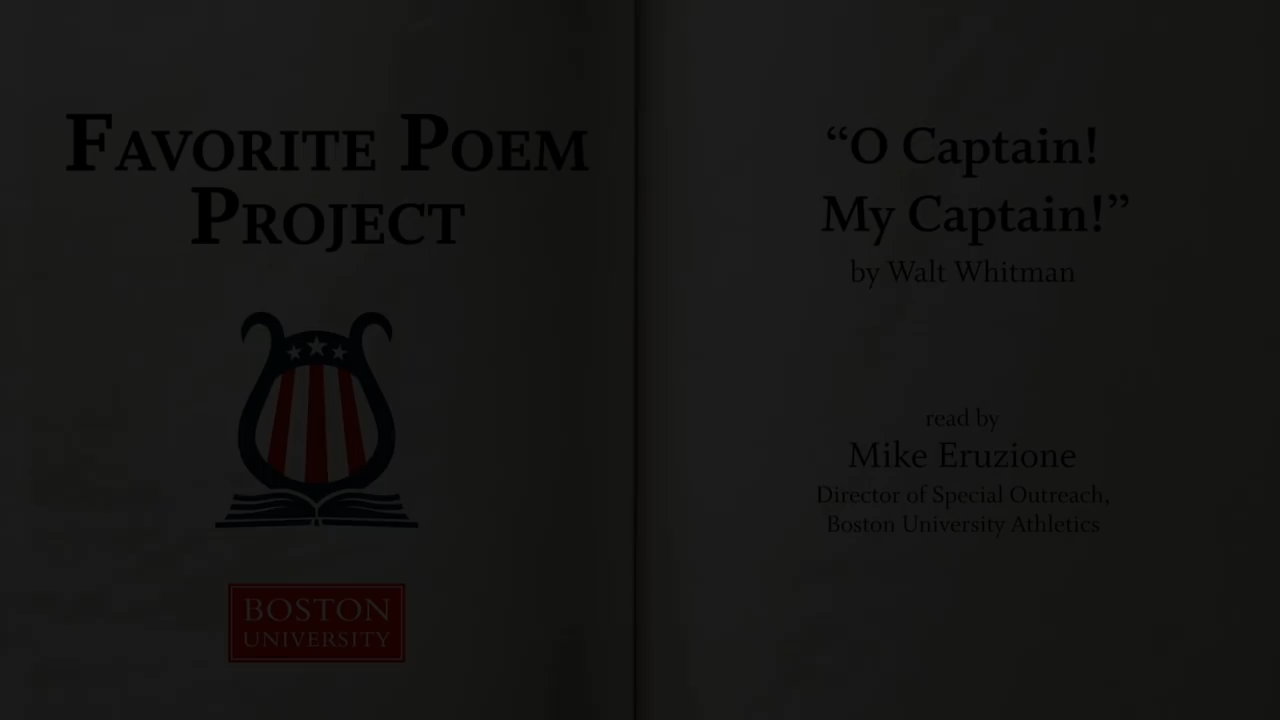 FAVORITE POEM
PROJECT
BOSTON
UNIVERSITY
“O Captain!
My Captain!”
by Walt Whitman
read by
Mike Eruzione
Director of Special Outreach,
Boston University Athletics